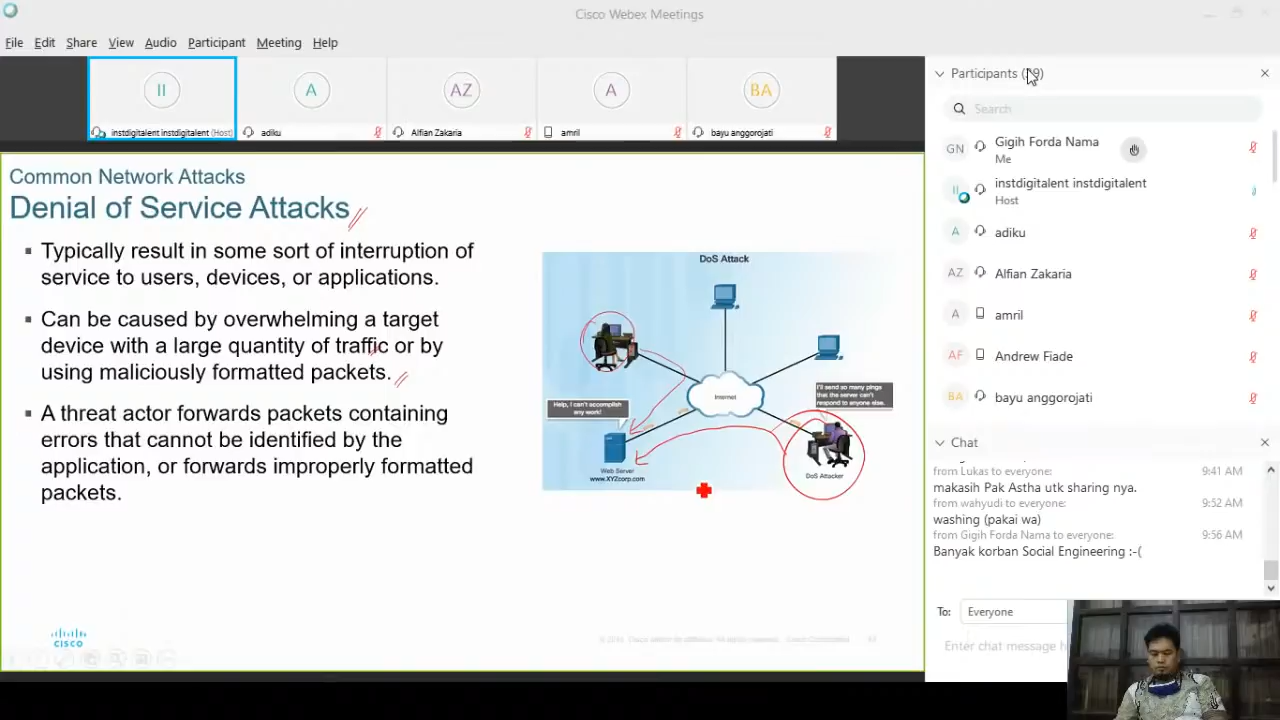 Cisco Webex Meetings
File Edit Share View Audio Participant Meeting Help
II A AZ A BA
instdigitalent instdigitalent (Host) adiku Alfian Zakaria amril bayu anggorojati
Common Network Attacks
Denial of Service Attacks
▪ Typically result in some sort of interruption of
service to users, devices, or applications.
▪ Can be caused by overwhelming a target
device with a large quantity of traffic or by
using maliciously formatted packets.
▪ A threat actor forwards packets containing
errors that cannot be identified by the
application, or forwards improperly formatted
packets.
DoS Attack
Internet
I'll send so many pings
that the server can't
respond to anyone else.
Help, I can't accomplish
any work!
Web Server
www.XYZcorp.com
DoS Attacker
CISCO
Participants
Search
GN Gigih Forda Nama
Me
II instdigitalent instdigitalent
Host
A adiku
AZ Alfian Zakaria
A amril
AF Andrew Fiade
BA bayu anggorojati
Chat
from Lukas to everyone: 9:41 AM
makasih Pak Astha utk sharing nya.
from wahyudi to everyone: 9:52 AM
washing (pakai wa)
from Gigih Forda Nama to everyone: 9:56 AM
Banyak korban Social Engineering :-(
To: Everyone
Enter chat message